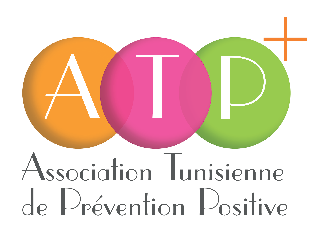 ATP+
Association Tunisienne
de Prévention Positive